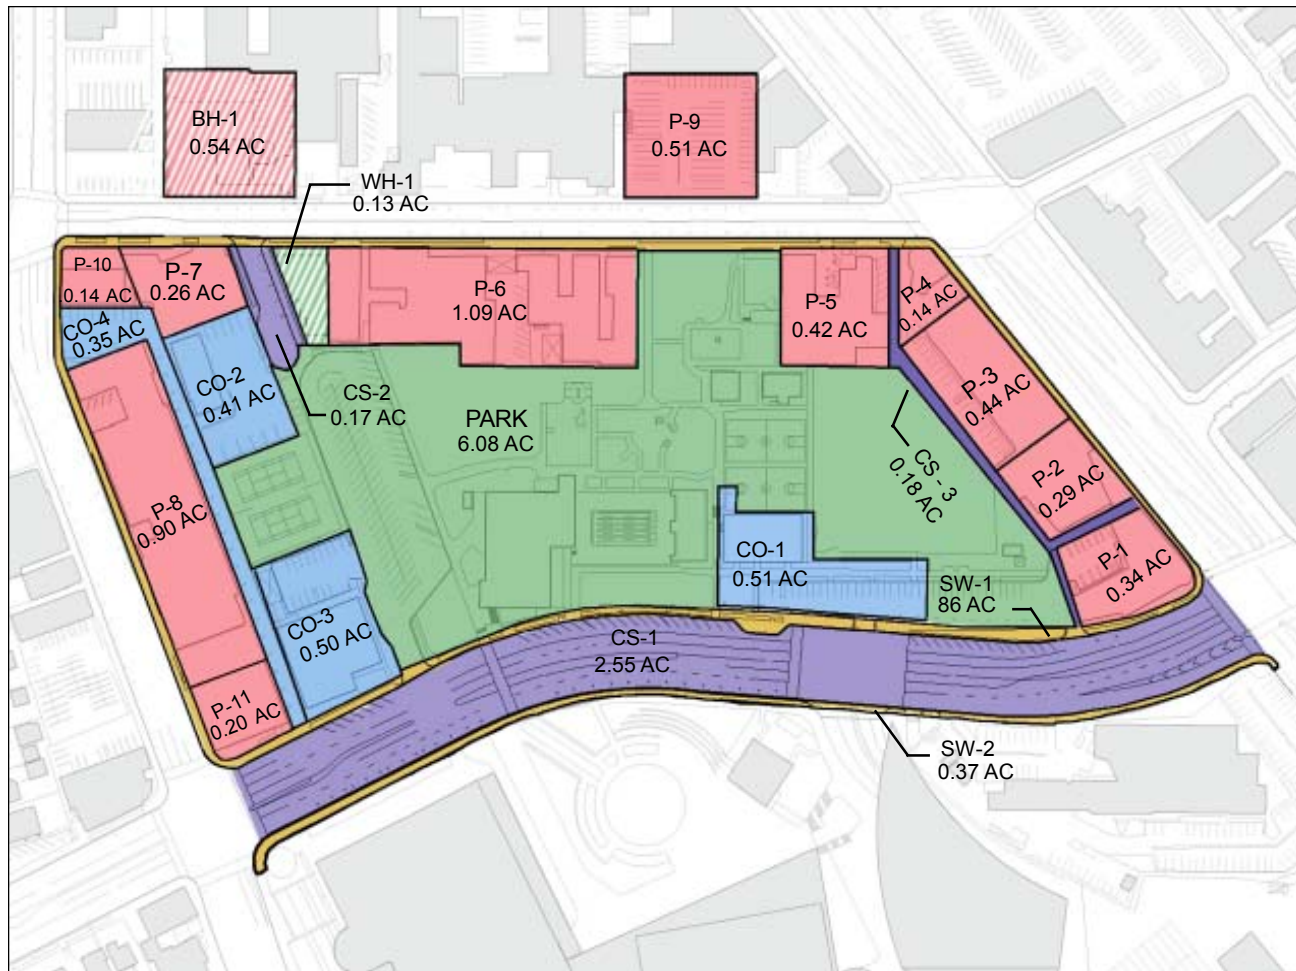 BH-1
0.54 AC
P-9
0.51 AC
WH-1
0.13 AC
P-10
0.14 AC
P-7
0.26 AC
P-6
1.09 AC
P-5
0.42 AC
P-4
0.14 AC
CO-4
0.35 AC
CO-2
0.41 AC
CS-2
0.17 AC
PARK
6.08 AC
P-3
0.44 AC
CS - 3
0.18 AC
P-2
0.29 AC
P-8
0.90 AC
CO-1
0.51 AC
P-1
0.34 AC
SW-1
86 AC
CO-3
0.50 AC
CS-1
2.55 AC
P-11
0.20 AC
SW-2
0.37 AC